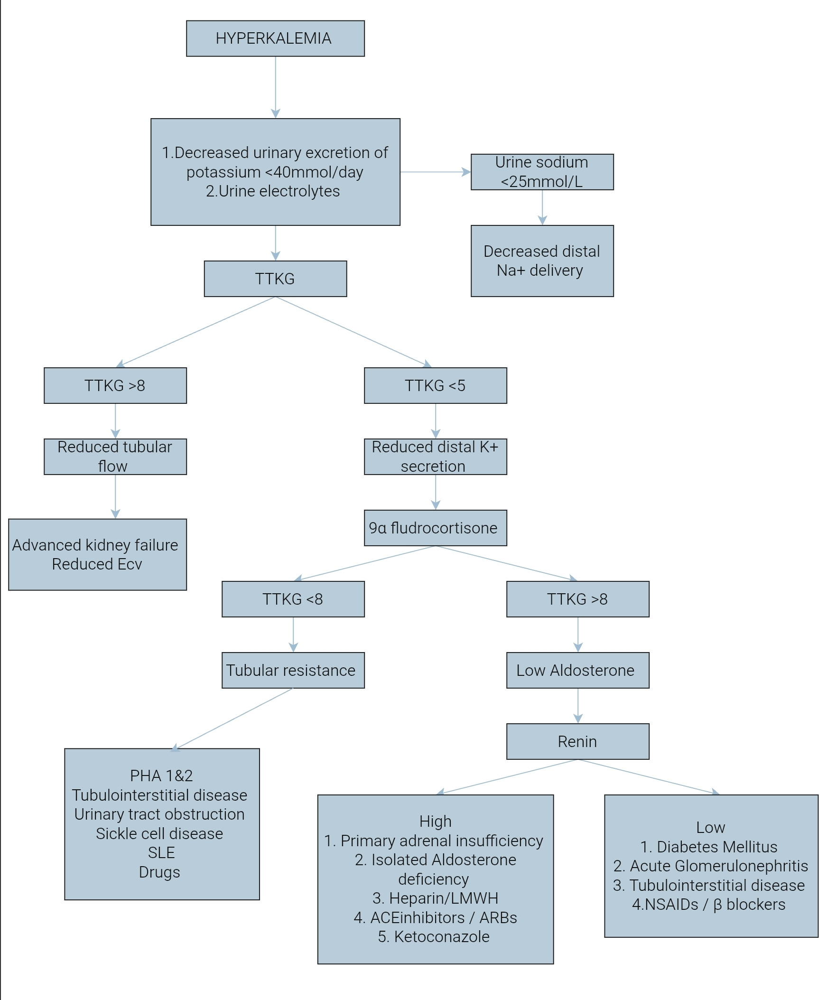 HYPERKALEMIA
1.Decreased urinary excretion of
potassium <40mmol/day
2.Urine electrolytes
Urine sodium
<25mmol/L
Decreased distal
Na+ delivery
TTKG
TTKG >8
TTKG <5
Reduced tubular
flow
Reduced distal K+
secretion
Advanced kidney failure
Reduced Ecv
9α fludrocortisone
TTKG <8
TTKG >8
Tubular resistance
Low Aldosterone
Renin
PHA 1&2
Tubulointerstitial disease
Urinary tract obstruction
Sickle cell disease
SLE
Drugs
High
1. Primary adrenal insufficiency
2. Isolated Aldosterone
deficiency
3. Heparin/LMWH
4. ACEinhibitors / ARBs
5. Ketoconazole
Low
1. Diabetes Mellitus
2. Acute Glomerulonephritis
3. Tubulointerstitial disease
4.NSAIDs / β blockers